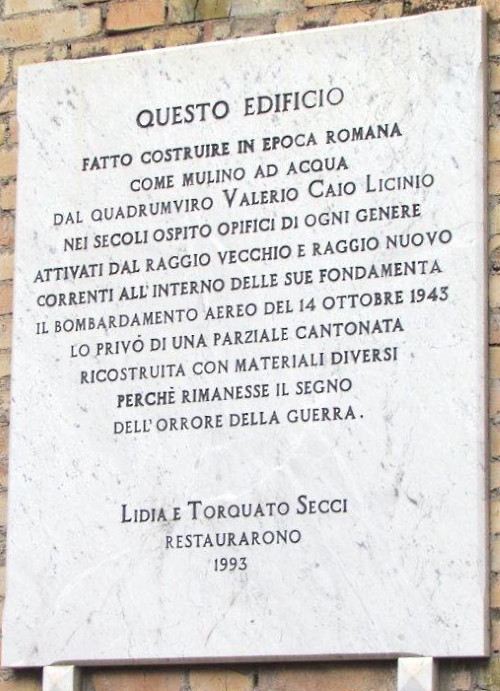 QUESTO EDIFICIO
FATTO COSTRUIRE IN EPOCA ROMANA
COME MULINO AD ACQUA
DAL QUADRUMVIRO VALERIO CAIO LICINIO
NEI SECOLI OSPITO OPIFICI DI OGNI GENERE
ATTIVATI DAL RAGGIO VECCHIO E RAGGIO NUOVO
CORRENTI ALL'INTERNO DELLE SUE FONDAMENTA
IL BOMBARDAMENTO AEREO DEL 14 OTTOBRE 1943
LO PRIVÒ DI UNA PARZIALE CANTONATA
RICOSTRUITA CON MATERIALI DIVERSI
PERCHÈ RIMANESSE IL SEGNO
DELL'ORRORE DELLA GUERRA.
LIDIA E TORQUATO SECCI
RESTAURARONO
1993